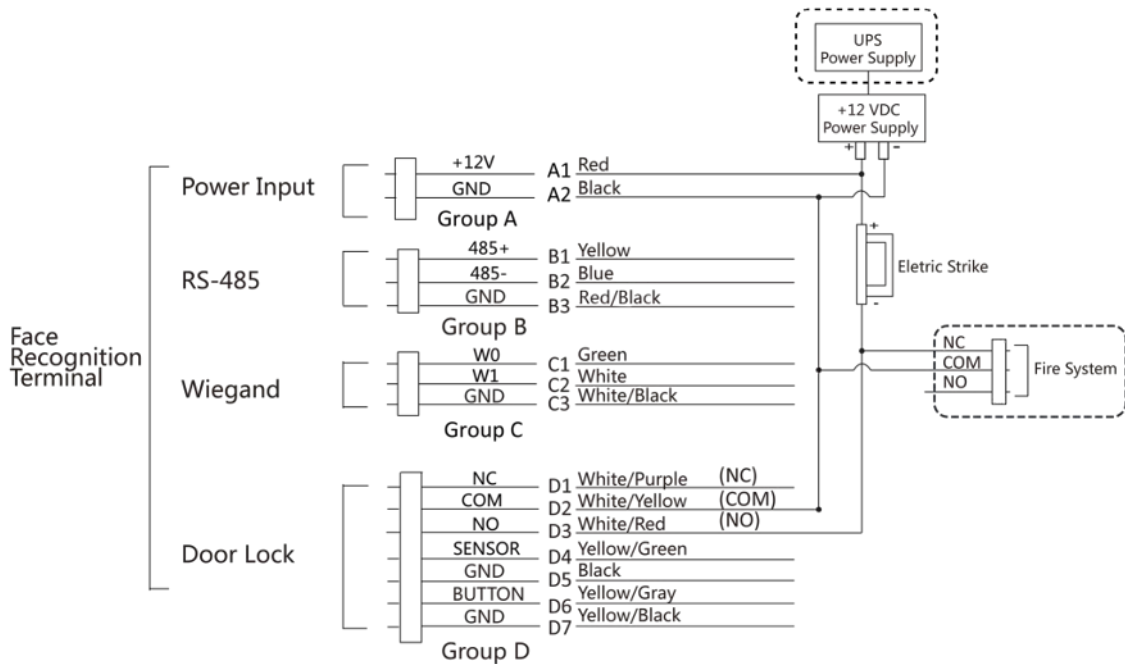 UPS
Power Supply
+12 VDC
Power Supply
+ -
Power Input
+12V A1 Red
GND A2 Black
Group A
+
Eletric Strike
-
RS-485
485+ B1 Yellow
485- B2 Blue
GND B3 Red/Black
Group B
Face
Recognition
Terminal
NC
COM
NO
Fire System
Wiegand
W0 C1 Green
W1 C2 White
GND C3 White/Black
Group C
Door Lock
NC D1 White/Purple (NC)
COM D2 White/Yellow (COM)
NO D3 White/Red (NO)
SENSOR D4 Yellow/Green
GND D5 Black
BUTTON D6 Yellow/Gray
GND D7 Yellow/Black
Group D